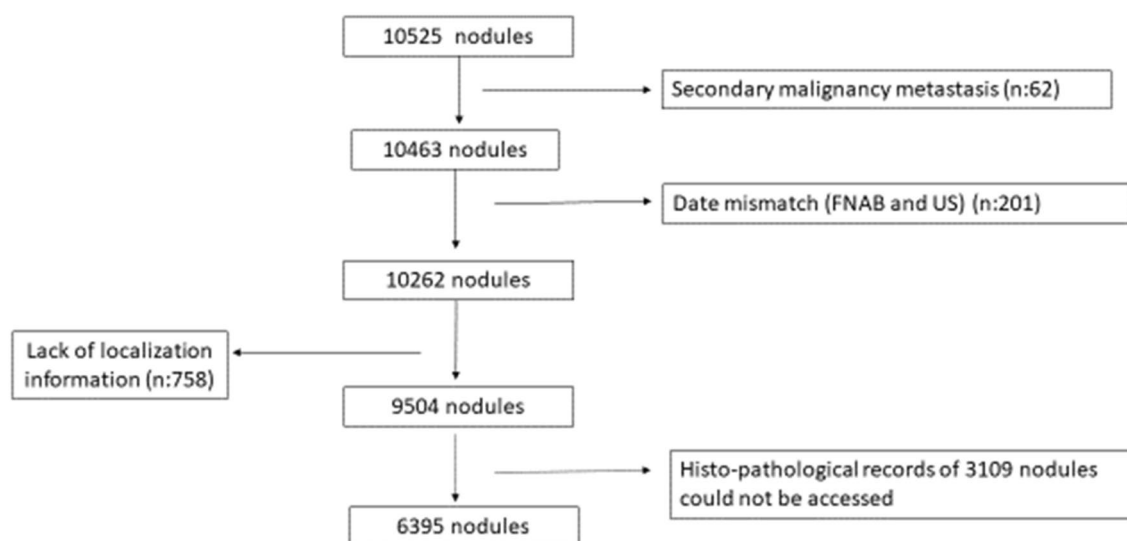 10525 nodules
Secondary malignancy metastasis (n:62)
10463 nodules
Date mismatch (FNAB and US) (n:201)
10262 nodules
Lack of localization
information (n:758)
9504 nodules
Histo-pathological records of 3109 nodules
could not be accessed
6395 nodules